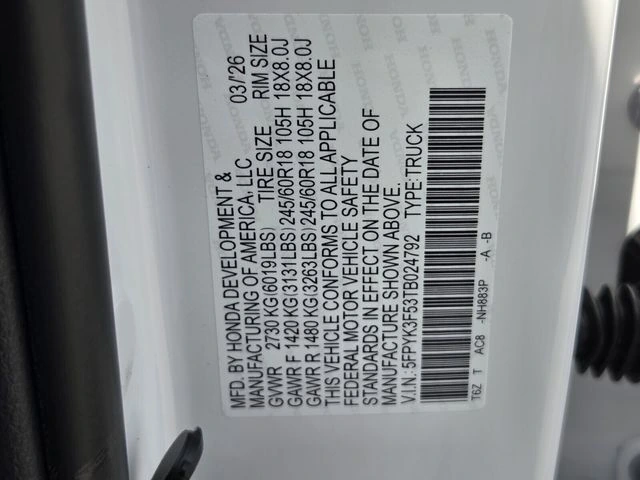 MFD. BY HONDA DEVELOPMENT & 03/'26
MANUFACTURING OF AMERICA, LLC
GVWR 2730 KG(6019LBS) TIRE SIZE RIM SIZE
GAWR F 1420 KG(3131LBS) 245/60R18 105H 18X8.0J
GAWR R 1480 KG(3263LBS) 245/60R18 105H 18X8.0J
THIS VEHICLE CONFORMS TO ALL APPLICABLE
FEDERAL MOTOR VEHICLE SAFETY
STANDARDS IN EFFECT ON THE DATE OF
MANUFACTURE SHOWN ABOVE.
V.I.N.:5FPYK3F53TB024792 TYPE:TRUCK
T6Z T AC8 -NH883P -A -B
HONDA HONDA HONDA